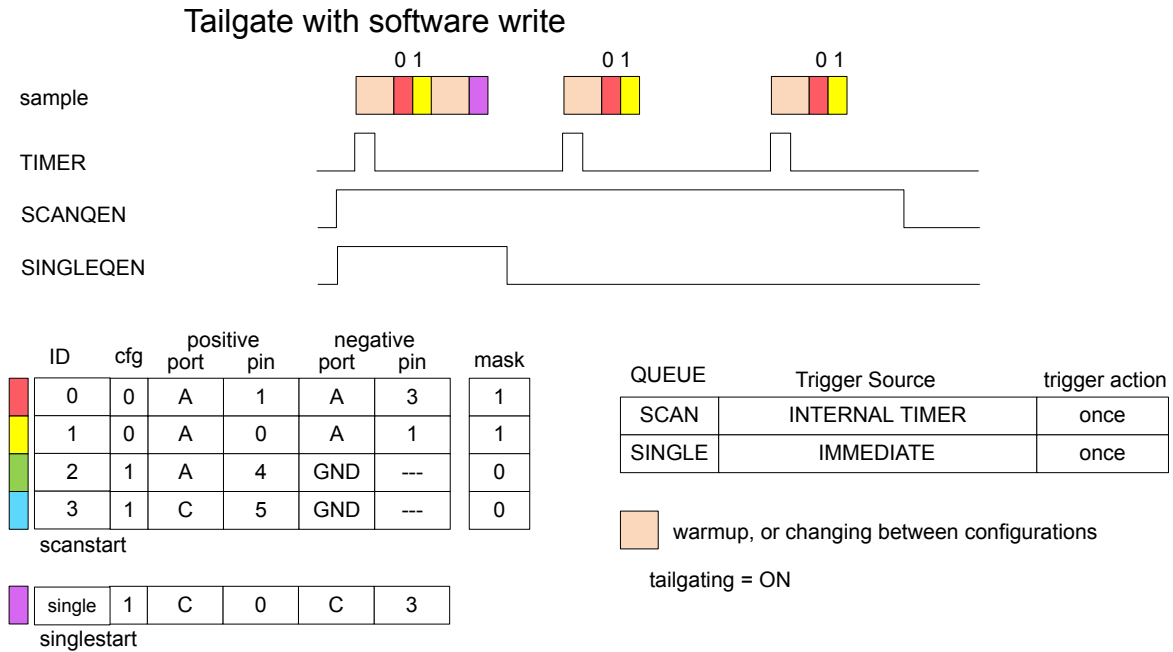 Tailgate with software write
0 1 0 1 0 1
sample
TIMER
SCANQEN
SINGLEQEN
positive negative
ID cfg port pin port pin mask
0 0 A 1 A 3 1
1 0 A 0 A 1 1
2 1 A 4 GND --- 0
3 1 C 5 GND --- 0
scanstart
single 1 C 0 C 3
singlestart
QUEUE Trigger Source trigger action
SCAN INTERNAL TIMER once
SINGLE IMMEDIATE once
warmup, or changing between configurations
tailgating = ON